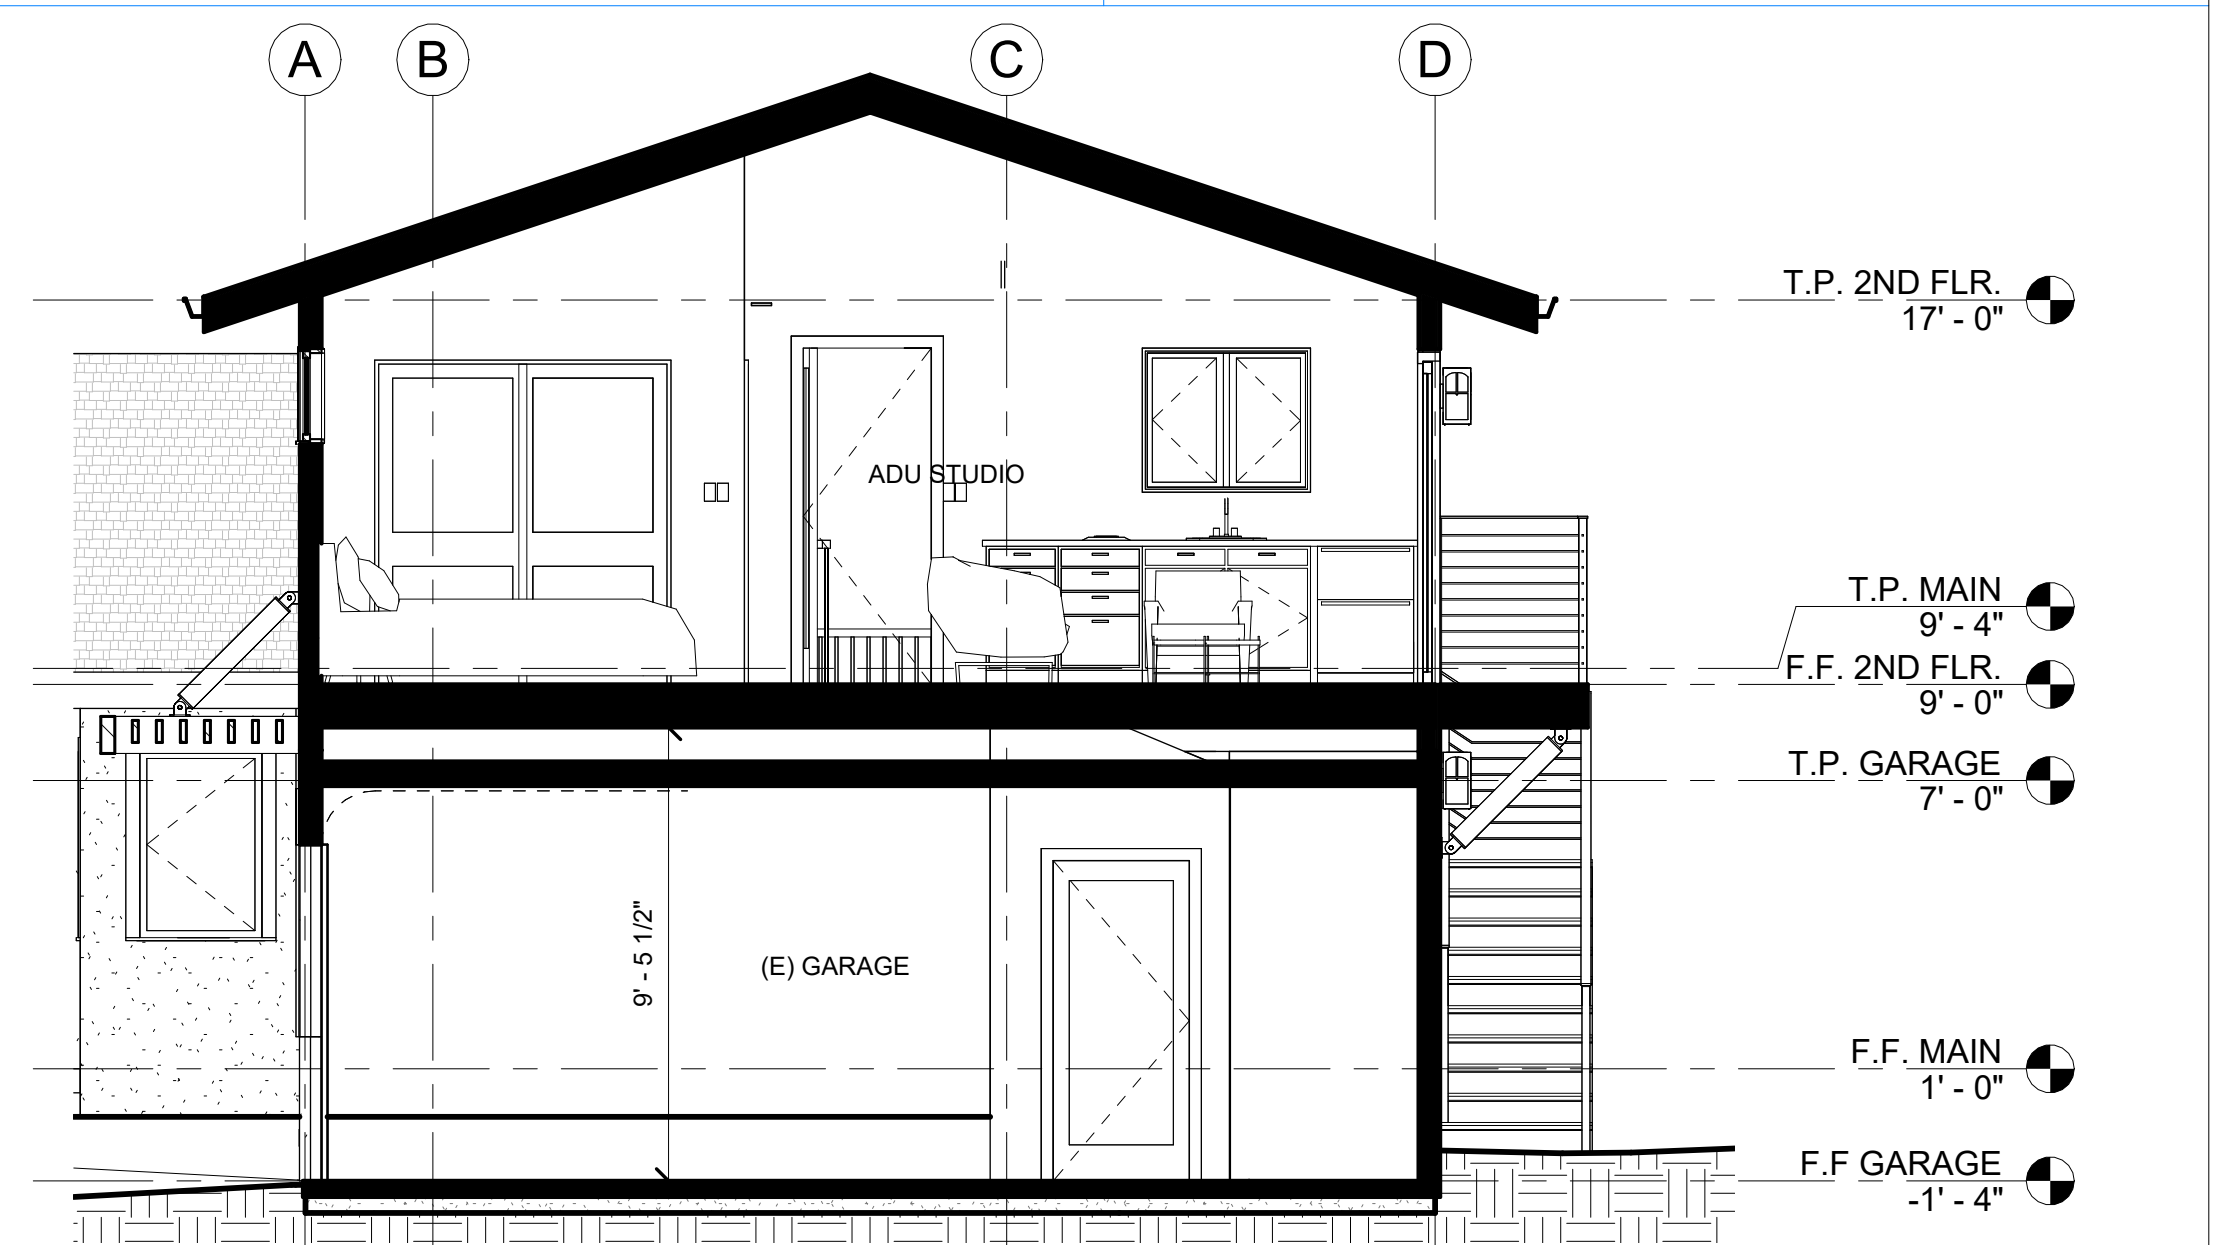 A
B
C
D
T.P. 2ND FLR.
17' - 0"
ADU STUDIO
T.P. MAIN
9' - 4"
F.F. 2ND FLR.
9' - 0"
T.P. GARAGE
7' - 0"
9' - 5 1/2"
(E) GARAGE
F.F. MAIN
1' - 0"
F.F GARAGE
-1' - 4"